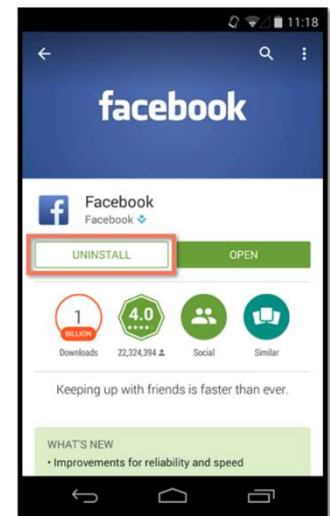 11:18
facebook
f Facebook
Facebook
UNINSTALL
OPEN
1
BILLION
4.0
Downloads
22,324,394
Social
Similar
Keeping up with friends is faster than ever.
WHAT'S NEW
• Improvements for reliability and speed